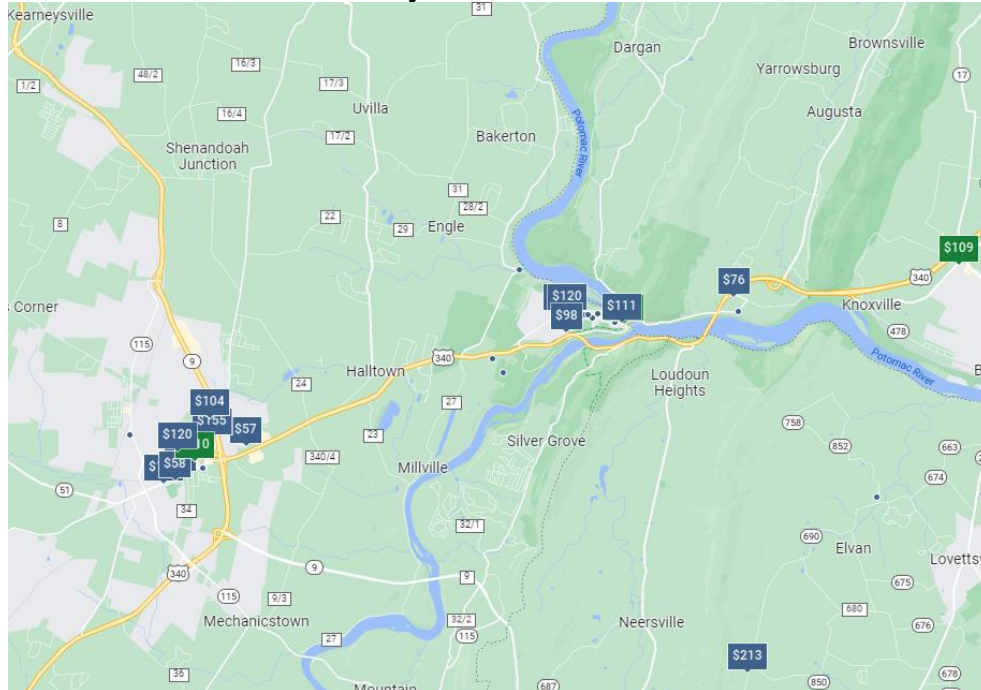 31
Kearneysville
Dargan
Brownsville
16/3
48/2
17/3
Yarrowsburg
17
1/2
Uvilla
Augusta
16/4
17/2
Bakerton
Potomac River
Shenandoah
Junction
31
28/2
22
8
29
Engle
$109
340
$76
$120
$111
$98
Knoxville
s Corner
115
9
478
340
Halltown
Potomac River
Loudoun
Heights
24
27
$104
$155
$57
$120
$58
23
758
852
663
Silver Grove
340/4
Millville
674
51
34
32/1
690
Elvan
Lovetts
340
9
9
675
115
9/3
680
Mechanicstown
32/2
Neersville
676
27
115
$213
36
678
Mountain
687
850